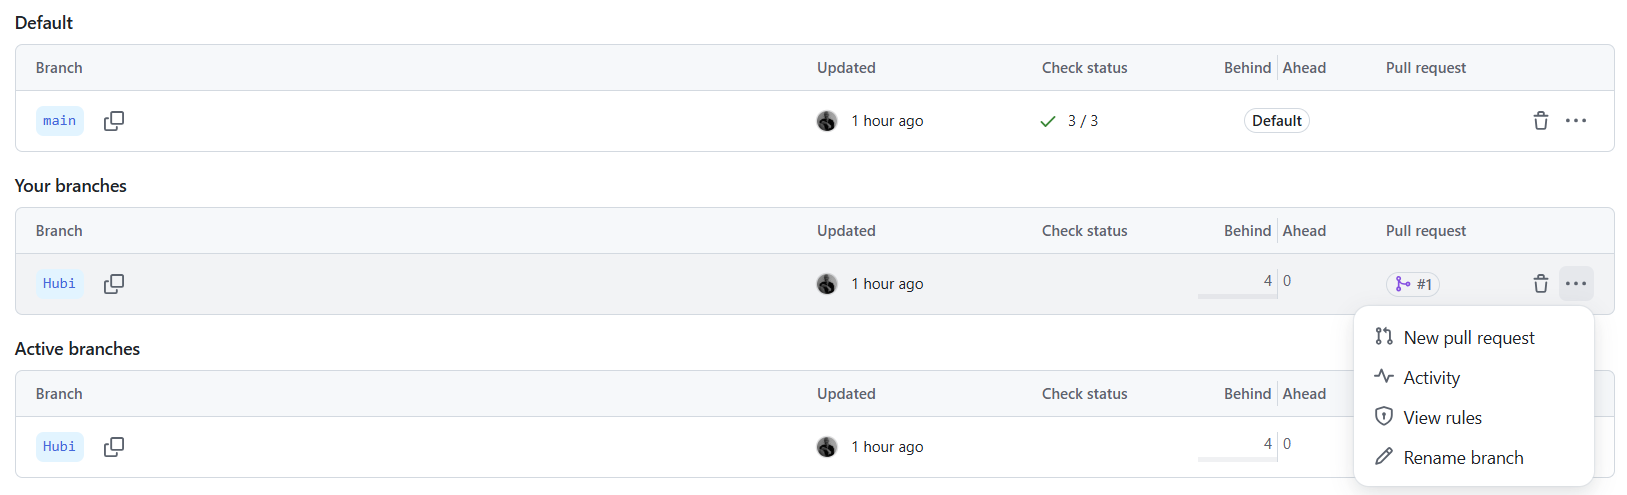 Default
Branch Updated Check status Behind Ahead Pull request
main 1 hour ago 3 / 3 Default
Your branches
Branch Updated Check status Behind Ahead Pull request
Hubi 1 hour ago 4 0 #1
New pull request
Activity
View rules
Rename branch
Active branches
Branch Updated Check status Behind Ahead
Hubi 1 hour ago 4 0